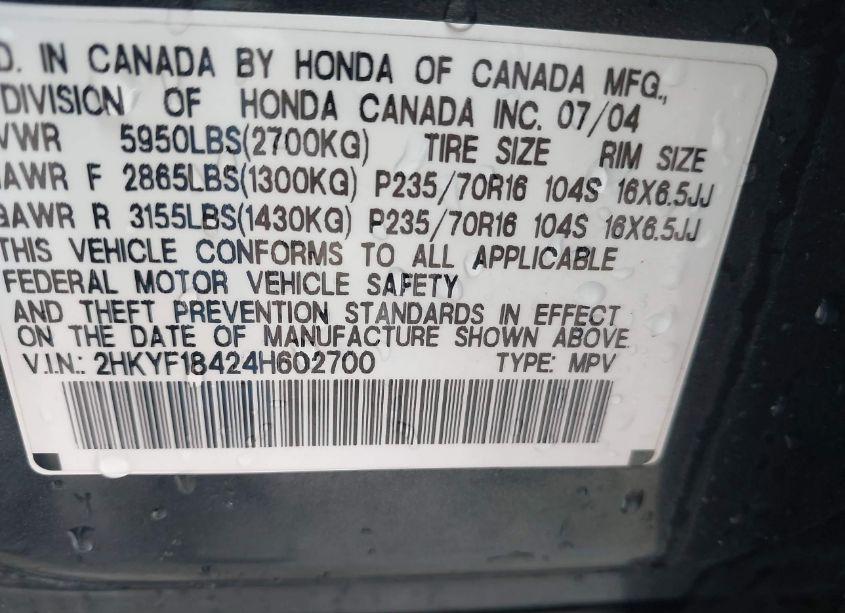 D. IN CANADA BY HONDA OF CANADA MFG.,
DIVISION OF HONDA CANADA INC. 07/04
VWR 5950LBS(2700KG) TIRE SIZE RIM SIZE
AWR F 2865LBS(1300KG) P235/70R16 104S 16X6.5JJ
GAWR R 3155LBS(1430KG) P235/70R16 104S 16X6.5JJ
THIS VEHICLE CONFORMS TO ALL APPLICABLE
FEDERAL MOTOR VEHICLE SAFETY
AND THEFT PREVENTION STANDARDS IN EFFECT
ON THE DATE OF MANUFACTURE SHOWN ABOVE.
V.I.N.: 2HKYF18424H602700 TYPE: MPV